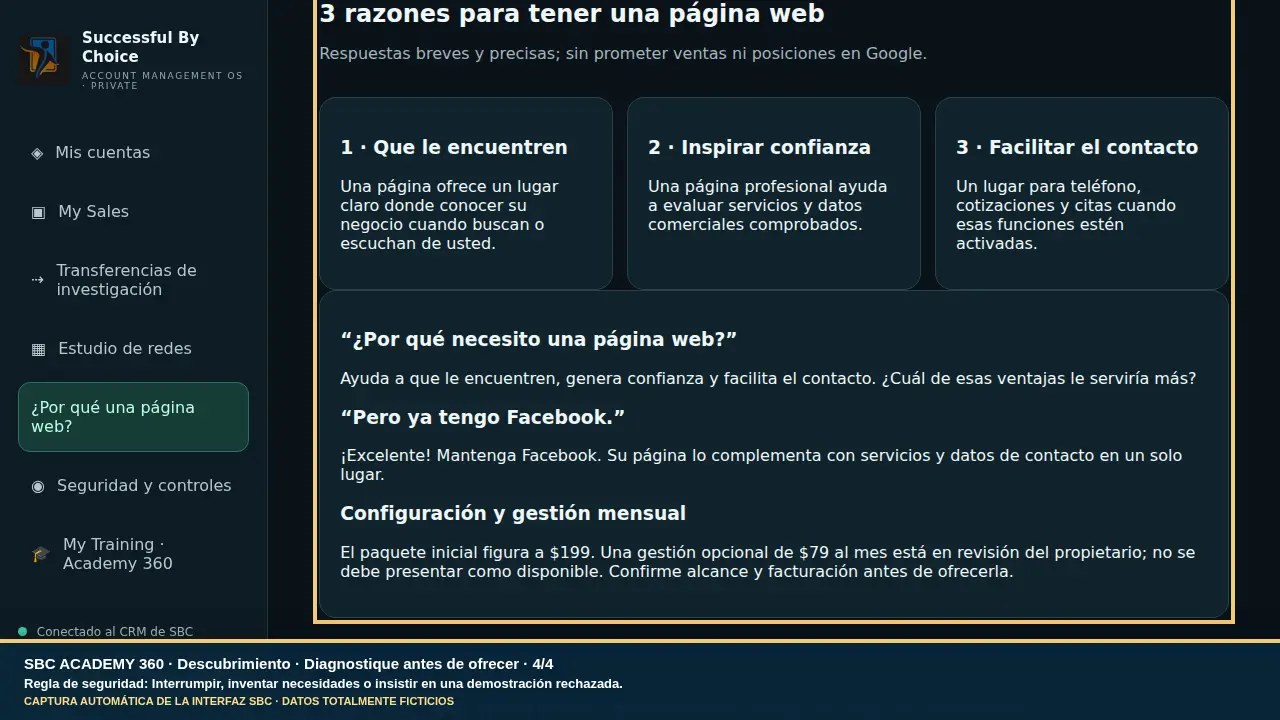 Successful By
Choice
ACCOUNT MANAGEMENT OS
· PRIVATE
◈ Mis cuentas
▣ My Sales
⇢ Transferencias de
investigación
▦ Estudio de redes
¿Por qué una página
web?
◉ Seguridad y controles
🎓 My Training ·
Academy 360
Conectado al CRM de SBC
3 razones para tener una página web
Respuestas breves y precisas; sin prometer ventas ni posiciones en Google.
1 · Que le encuentren
Una página ofrece un lugar
claro donde conocer su
negocio cuando buscan o
escuchan de usted.
2 · Inspirar confianza
Una página profesional ayuda
a evaluar servicios y datos
comerciales comprobados.
3 · Facilitar el contacto
Un lugar para teléfono,
cotizaciones y citas cuando
esas funciones estén
activadas.
“¿Por qué necesito una página web?”
Ayuda a que le encuentren, genera confianza y facilita el contacto. ¿Cuál de esas ventajas le serviría más?
“Pero ya tengo Facebook.”
¡Excelente! Mantenga Facebook. Su página lo complementa con servicios y datos de contacto en un solo
lugar.
Configuración y gestión mensual
El paquete inicial figura a $199. Una gestión opcional de $79 al mes está en revisión del propietario; no se
debe presentar como disponible. Confirme alcance y facturación antes de ofrecerla.
SBC ACADEMY 360 · Descubrimiento · Diagnostique antes de ofrecer · 4/4
Regla de seguridad: Interrumpir, inventar necesidades o insistir en una demostración rechazada.
CAPTURA AUTOMÁTICA DE LA INTERFAZ SBC · DATOS TOTALMENTE FICTICIOS